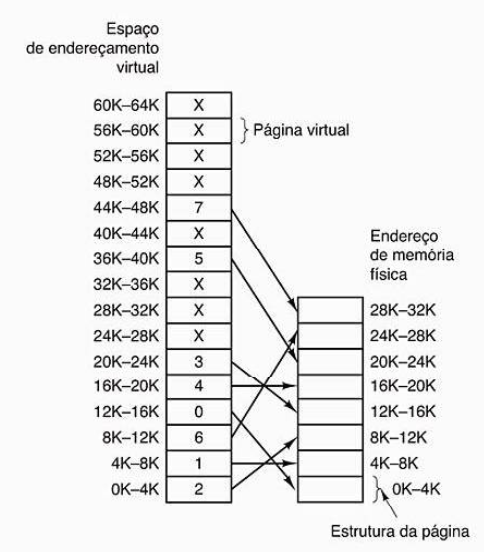 Espaço
de endereçamento
virtual
60K–64K X
56K–60K X Página virtual
52K–56K X
48K–52K X
44K–48K 7
40K–44K X
36K–40K 5
32K–36K X
28K–32K X
24K–28K X
20K–24K 3
16K–20K 4
12K–16K 0
8K–12K 6
4K–8K 1
0K–4K 2
Endereço
de memória
física
28K–32K
24K–28K
20K–24K
16K–20K
12K–16K
8K–12K
4K–8K
0K–4K
Estrutura da página